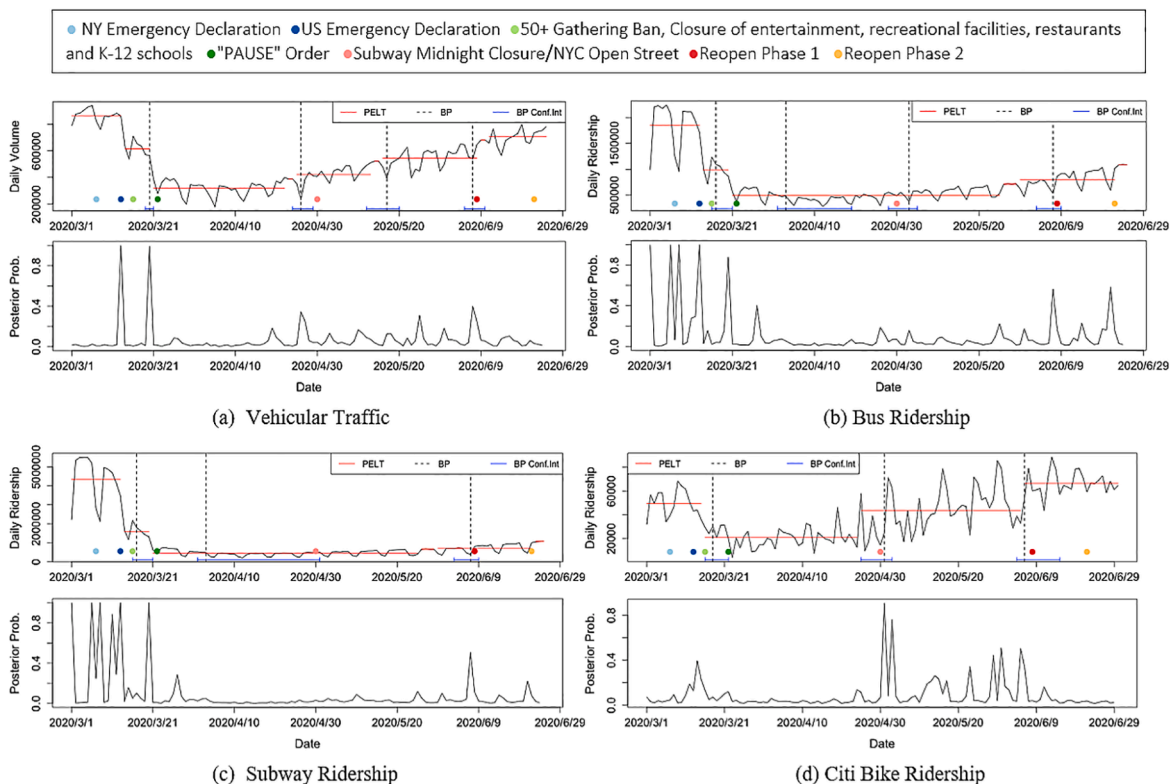 NY Emergency Declaration US Emergency Declaration 50+ Gathering Ban, Closure of entertainment, recreational facilities, restaurants
and K-12 schools "PAUSE" Order Subway Midnight Closure/NYC Open Street Reopen Phase 1 Reopen Phase 2
PELT BP BP Conf.Int
Daily Volume
200000 600000
2020/3/1 2020/3/21 2020/4/10 2020/4/30 2020/5/20 2020/6/9 2020/6/29
Posterior Prob.
0.0 0.4 0.8
2020/3/1 2020/3/21 2020/4/10 2020/4/30 2020/5/20 2020/6/9 2020/6/29
Date
(a) Vehicular Traffic
PELT BP BP Conf.Int
Daily Ridership
500000 1500000
2020/3/1 2020/3/21 2020/4/10 2020/4/30 2020/5/20 2020/6/9 2020/6/29
Posterior Prob.
0.0 0.4 0.8
2020/3/1 2020/3/21 2020/4/10 2020/4/30 2020/5/20 2020/6/9 2020/6/29
Date
(b) Bus Ridership
PELT BP BP Conf.Int
Daily Ridership
0 2000000 5000000
2020/3/1 2020/3/21 2020/4/10 2020/4/30 2020/5/20 2020/6/9 2020/6/29
Posterior Prob.
0.0 0.4 0.8
2020/3/1 2020/3/21 2020/4/10 2020/4/30 2020/5/20 2020/6/9 2020/6/29
Date
(c) Subway Ridership
PELT BP BP Conf.Int
Daily Ridership
20000 60000
2020/3/1 2020/3/21 2020/4/10 2020/4/30 2020/5/20 2020/6/9 2020/6/29
Posterior Prob.
0.0 0.4 0.8
2020/3/1 2020/3/21 2020/4/10 2020/4/30 2020/5/20 2020/6/9 2020/6/29
Date
(d) Citi Bike Ridership